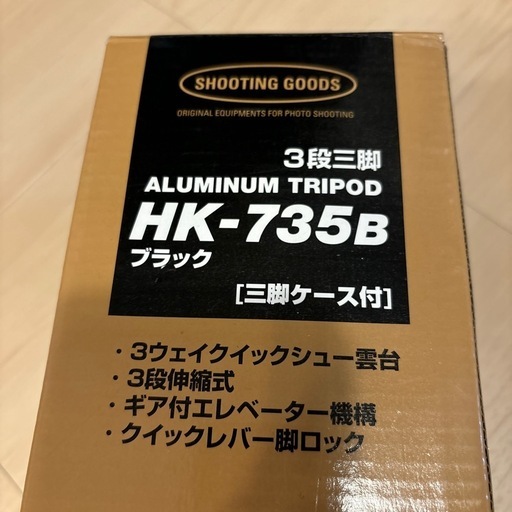 SHOOTING GOODS
ORIGINAL EQUIPMENTS FOR PHOTO SHOOTING
3段三脚
ALUMINUM TRIPOD
HK-735B
ブラック
[三脚ケース付]
・3ウェイクイックシュー雲台
・3段伸縮式
・ギア付エレベーター機構
・クイックレバー脚ロック